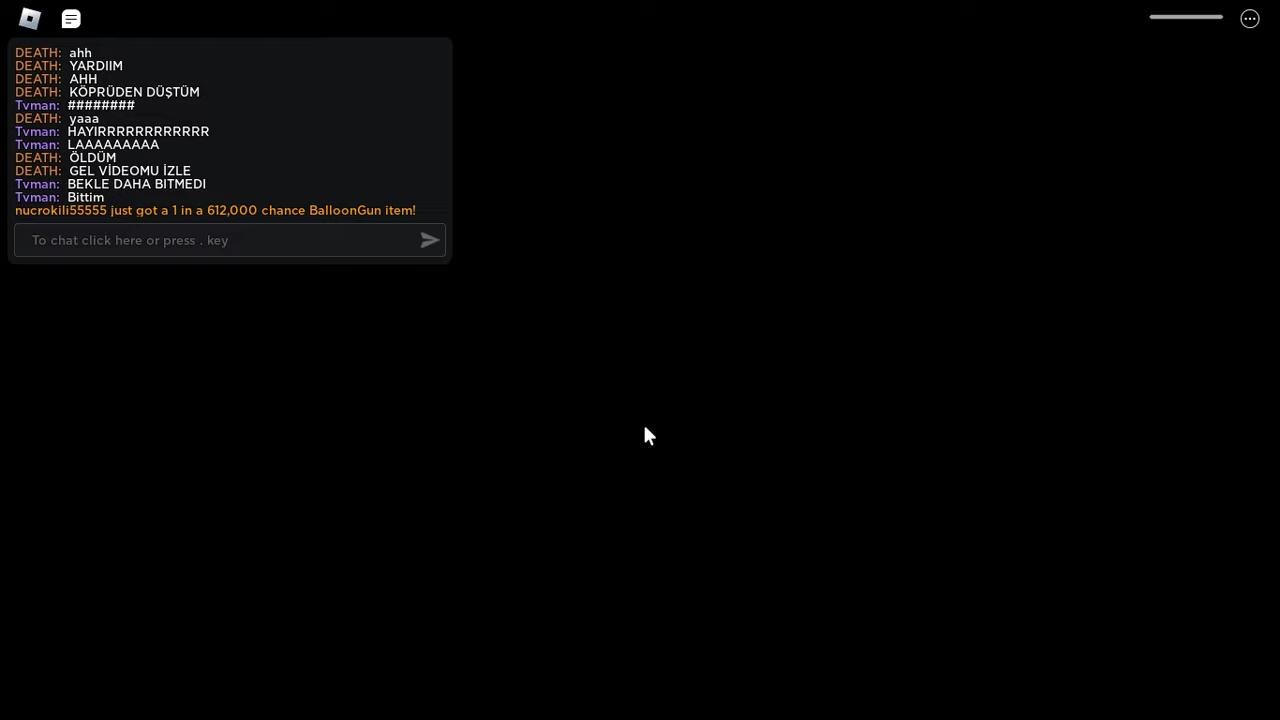 DEATH: ahh
DEATH: YARDIIM
DEATH: AHH
DEATH: KÖPRÜDEN DÜŞTÜM
Tvman: ########
DEATH: yaaa
Tvman: HAYIRRRRRRRRRRRR
Tvman: LAAAAAAAAA
DEATH: ÖLDÜM
DEATH: GEL VİDEOMU İZLE
Tvman: BEKLE DAHA BITMEDI
Tvman: Bittim
nucrokili55555 just got a 1 in a 612,000 chance BalloonGun item!
To chat click here or press . key